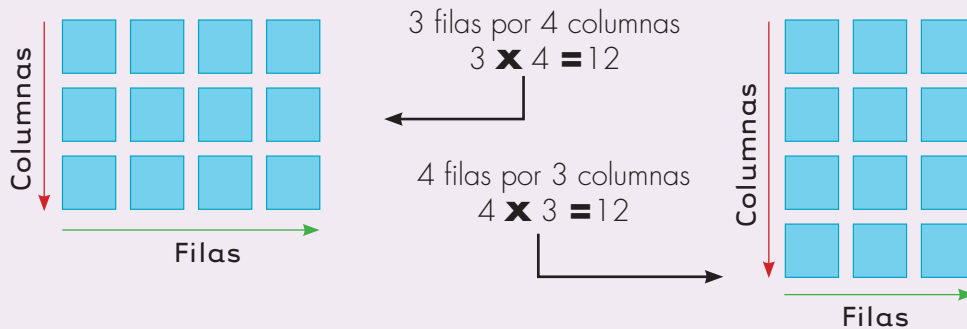 3 filas por 4 columnas
3 x 4 = 12
Columnas
Filas
4 filas por 3 columnas
4 x 3 = 12
Columnas
Filas